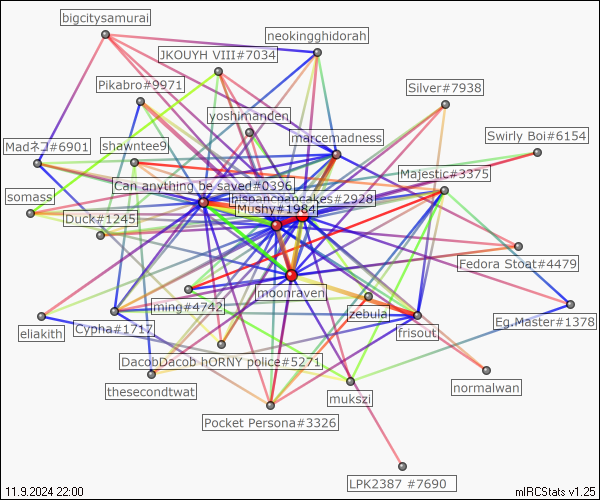 bigcitysamurai
neokingghidorah
JKOUYH VIII#7034
Pikabro#9971
Silver#7938
yoshimanden
marcemadness
Swirly Boi#6154
Madネコ#6901
shawntee9
Majestic#3375
Can anything be saved#0396
somass
hispancpancakes#2928
Mushy#1984
Duck#1245
Fedora Stoat#4479
moonraven
ming#4742
zebula
Eg.Master#1378
eliakith
Cypha#1717
frisout
DacobDacob hORNY police#5271
thesecondtwat
normalwan
mukszi
Pocket Persona#3326
LPK2387 #7690
11.9.2024 22:00
mIRCStats v1.25